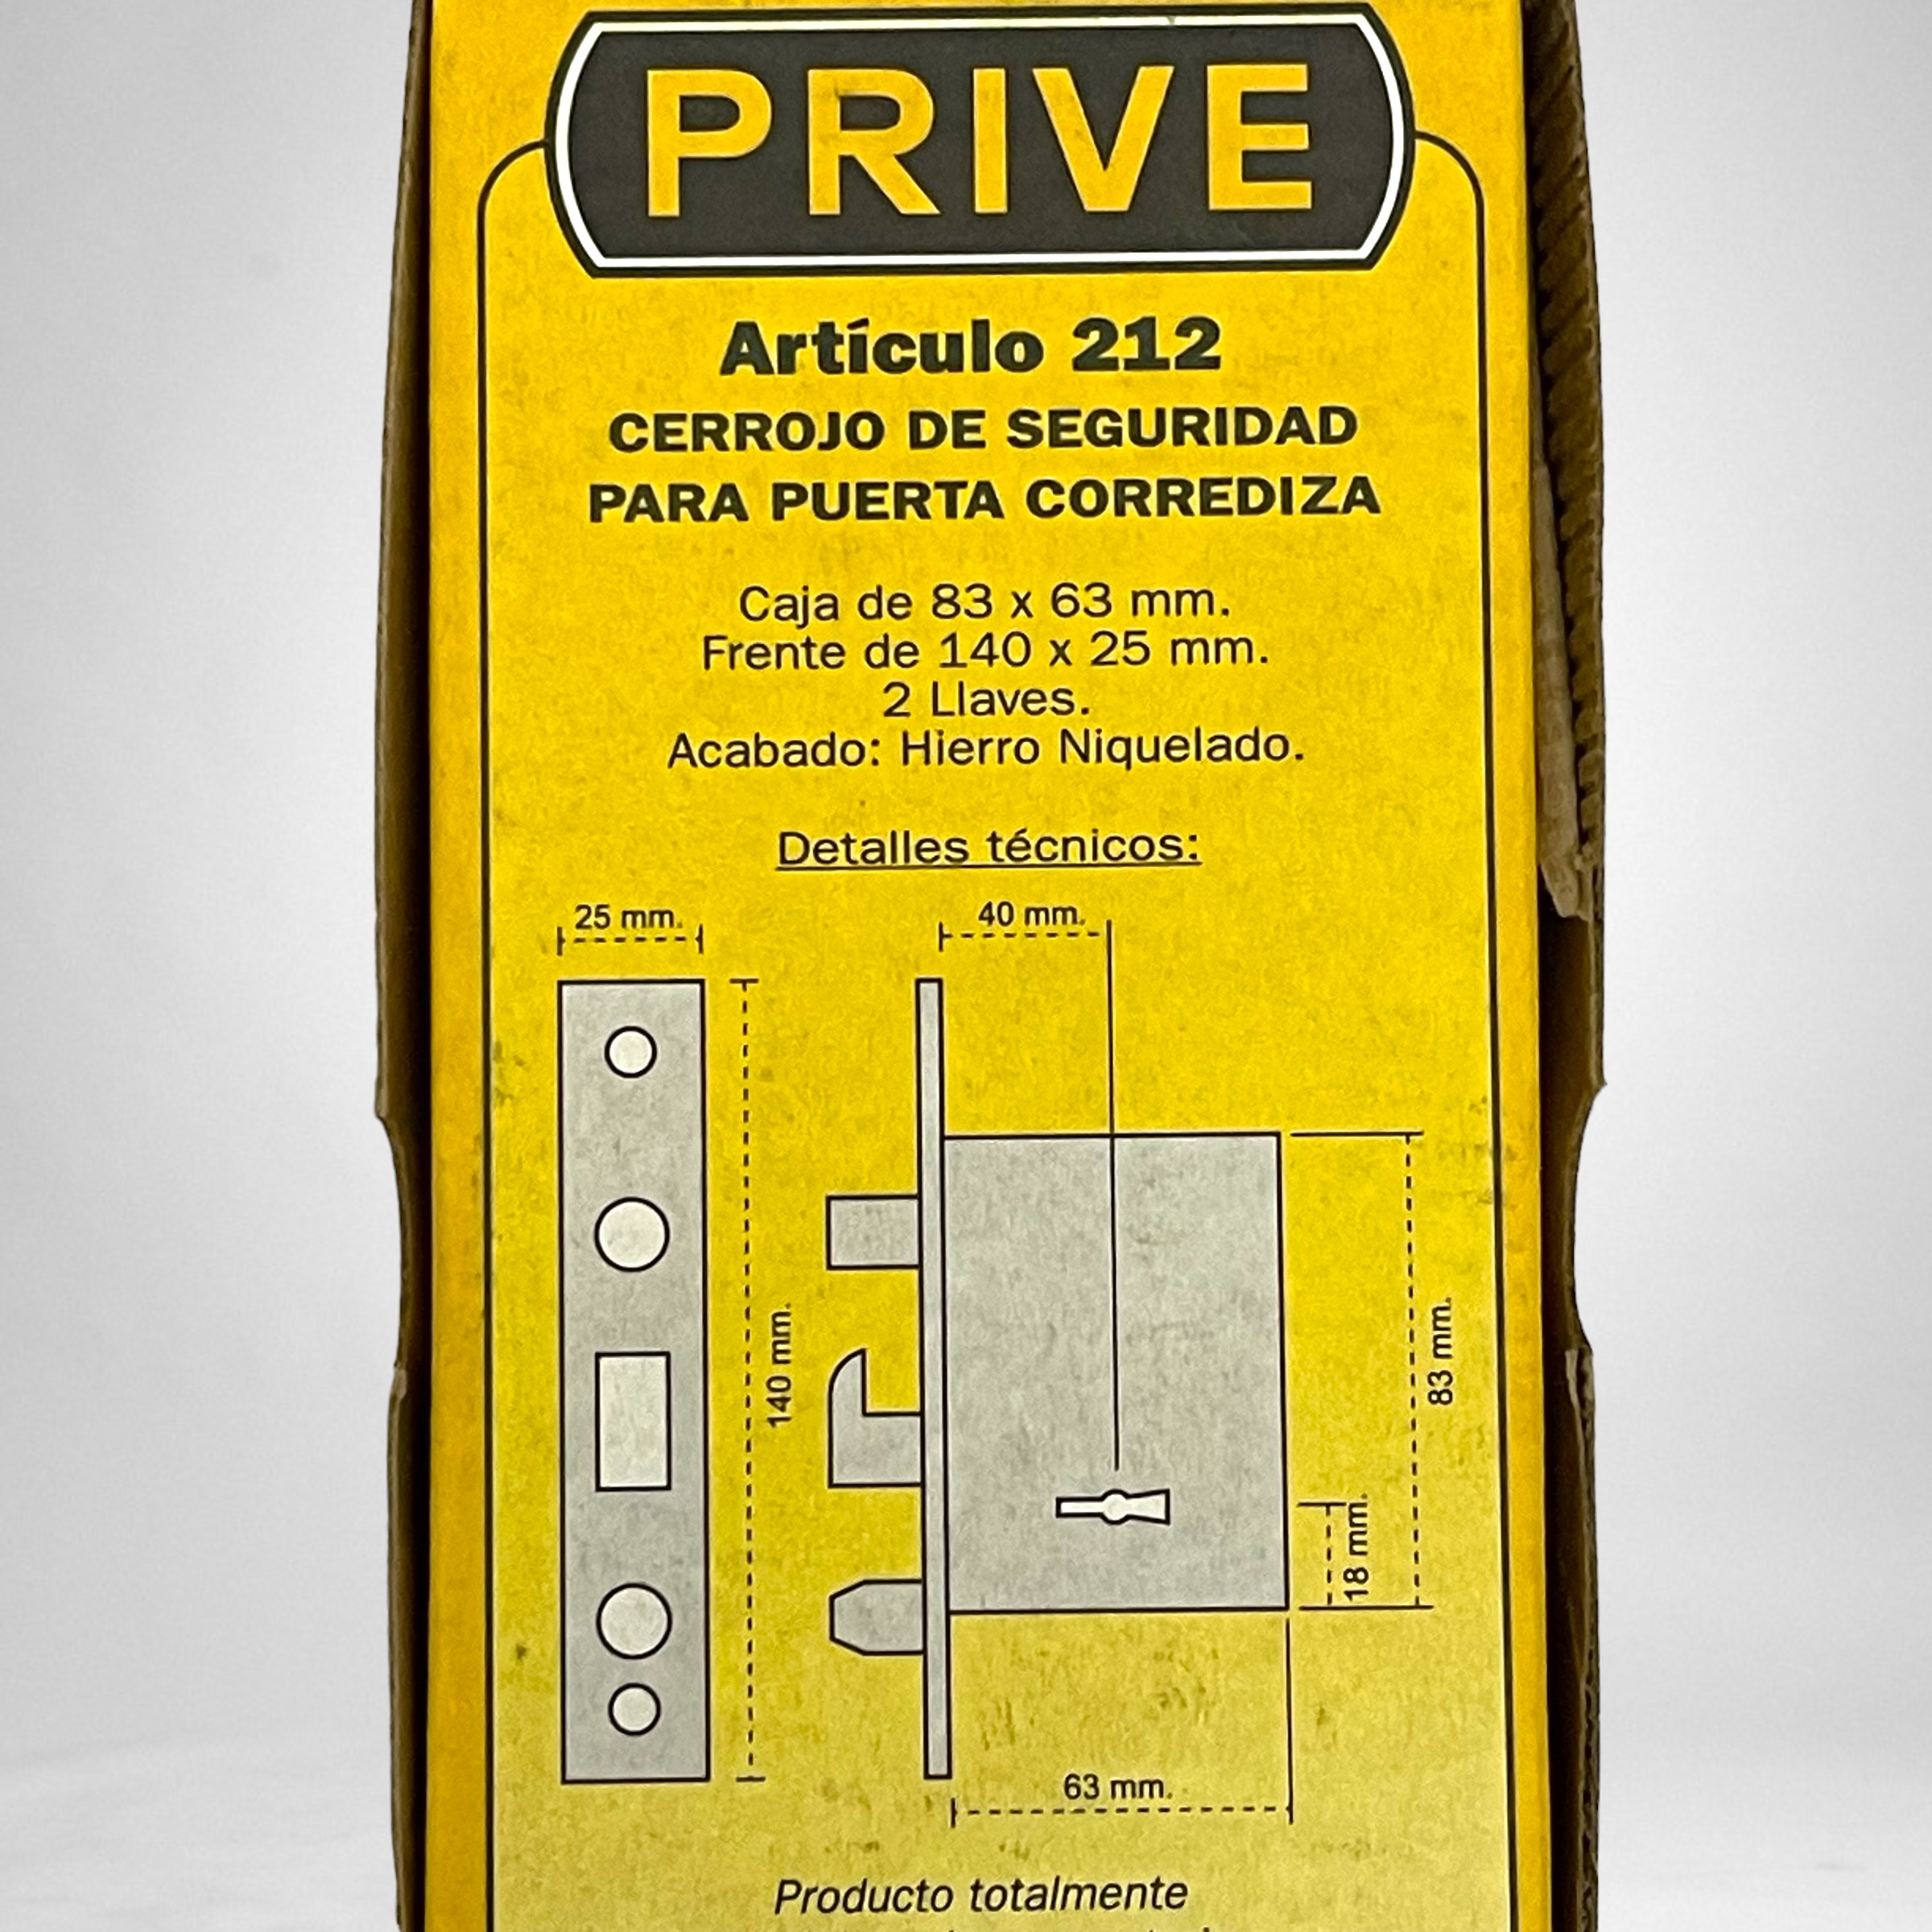 PRIVE
Artículo 212
CERROJO DE SEGURIDAD
PARA PUERTA CORREDIZA
Caja de 83 x 63 mm.
Frente de 140 x 25 mm.
2 Llaves.
Acabado: Hierro Niquelado.
Detalles técnicos:
25 mm.
40 mm.
140 mm.
83 mm.
18 mm.
63 mm.
Producto totalmente